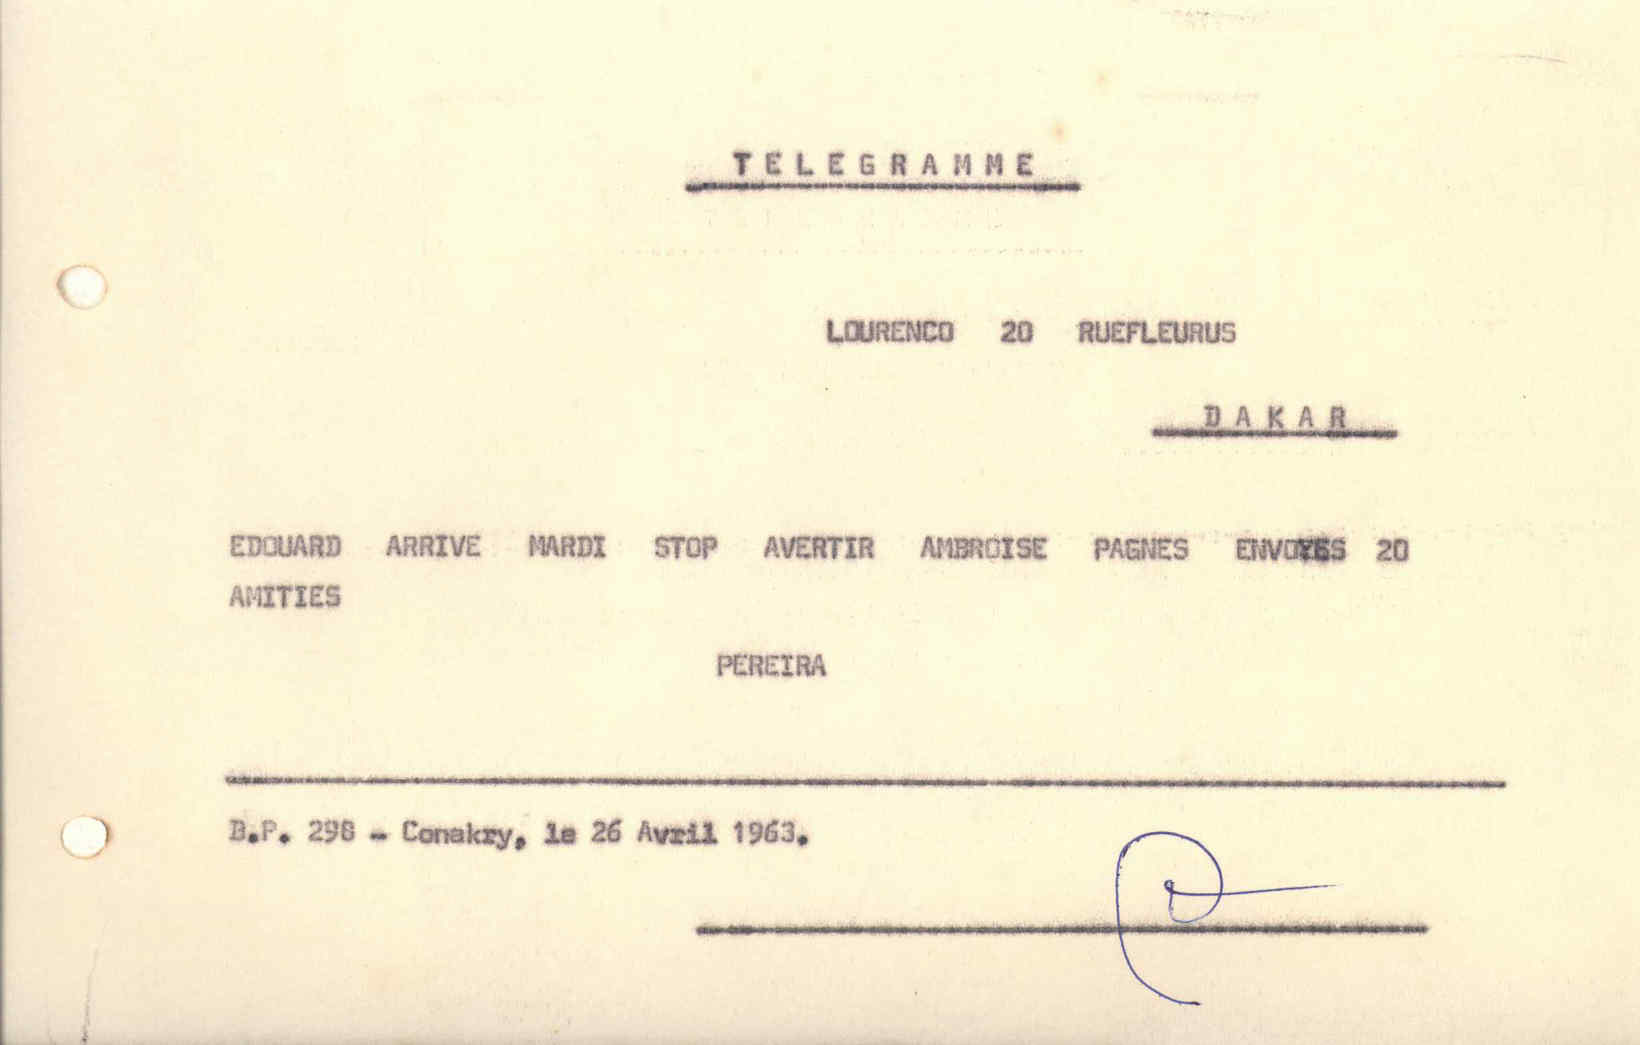 TELEGRAMME
LOURENCO 20 RUEFLEURUS
DAKAR
EDOUARD ARRIVE MARDI STOP AVERTIR AMBROISE PAGNES ENVOYES 20
AMITIES
PEREIRA
B.P. 298 - Conakry, le 26 Avril 1963.